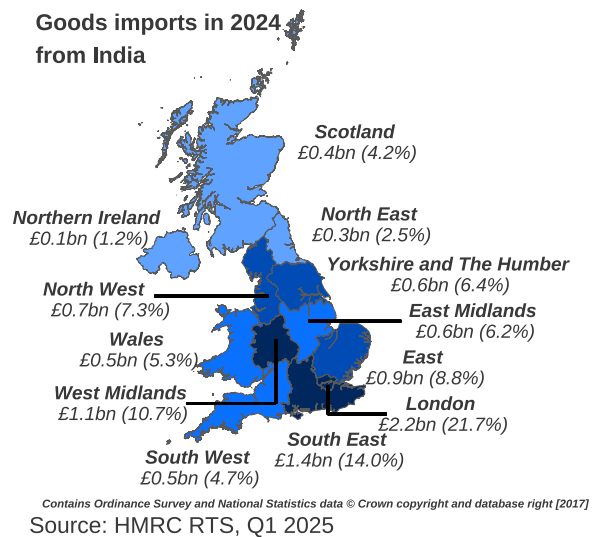 Goods imports in 2024
from India
Scotland
£0.4bn (4.2%)
Northern Ireland
£0.1bn (1.2%)
North East
£0.3bn (2.5%)
Yorkshire and The Humber
£0.6bn (6.4%)
North West
£0.7bn (7.3%)
East Midlands
£0.6bn (6.2%)
Wales
£0.5bn (5.3%)
East
£0.9bn (8.8%)
West Midlands
£1.1bn (10.7%)
London
£2.2bn (21.7%)
South East
£1.4bn (14.0%)
South West
£0.5bn (4.7%)
Contains Ordnance Survey and National Statistics data © Crown copyright and database right [2017]
Source: HMRC RTS, Q1 2025